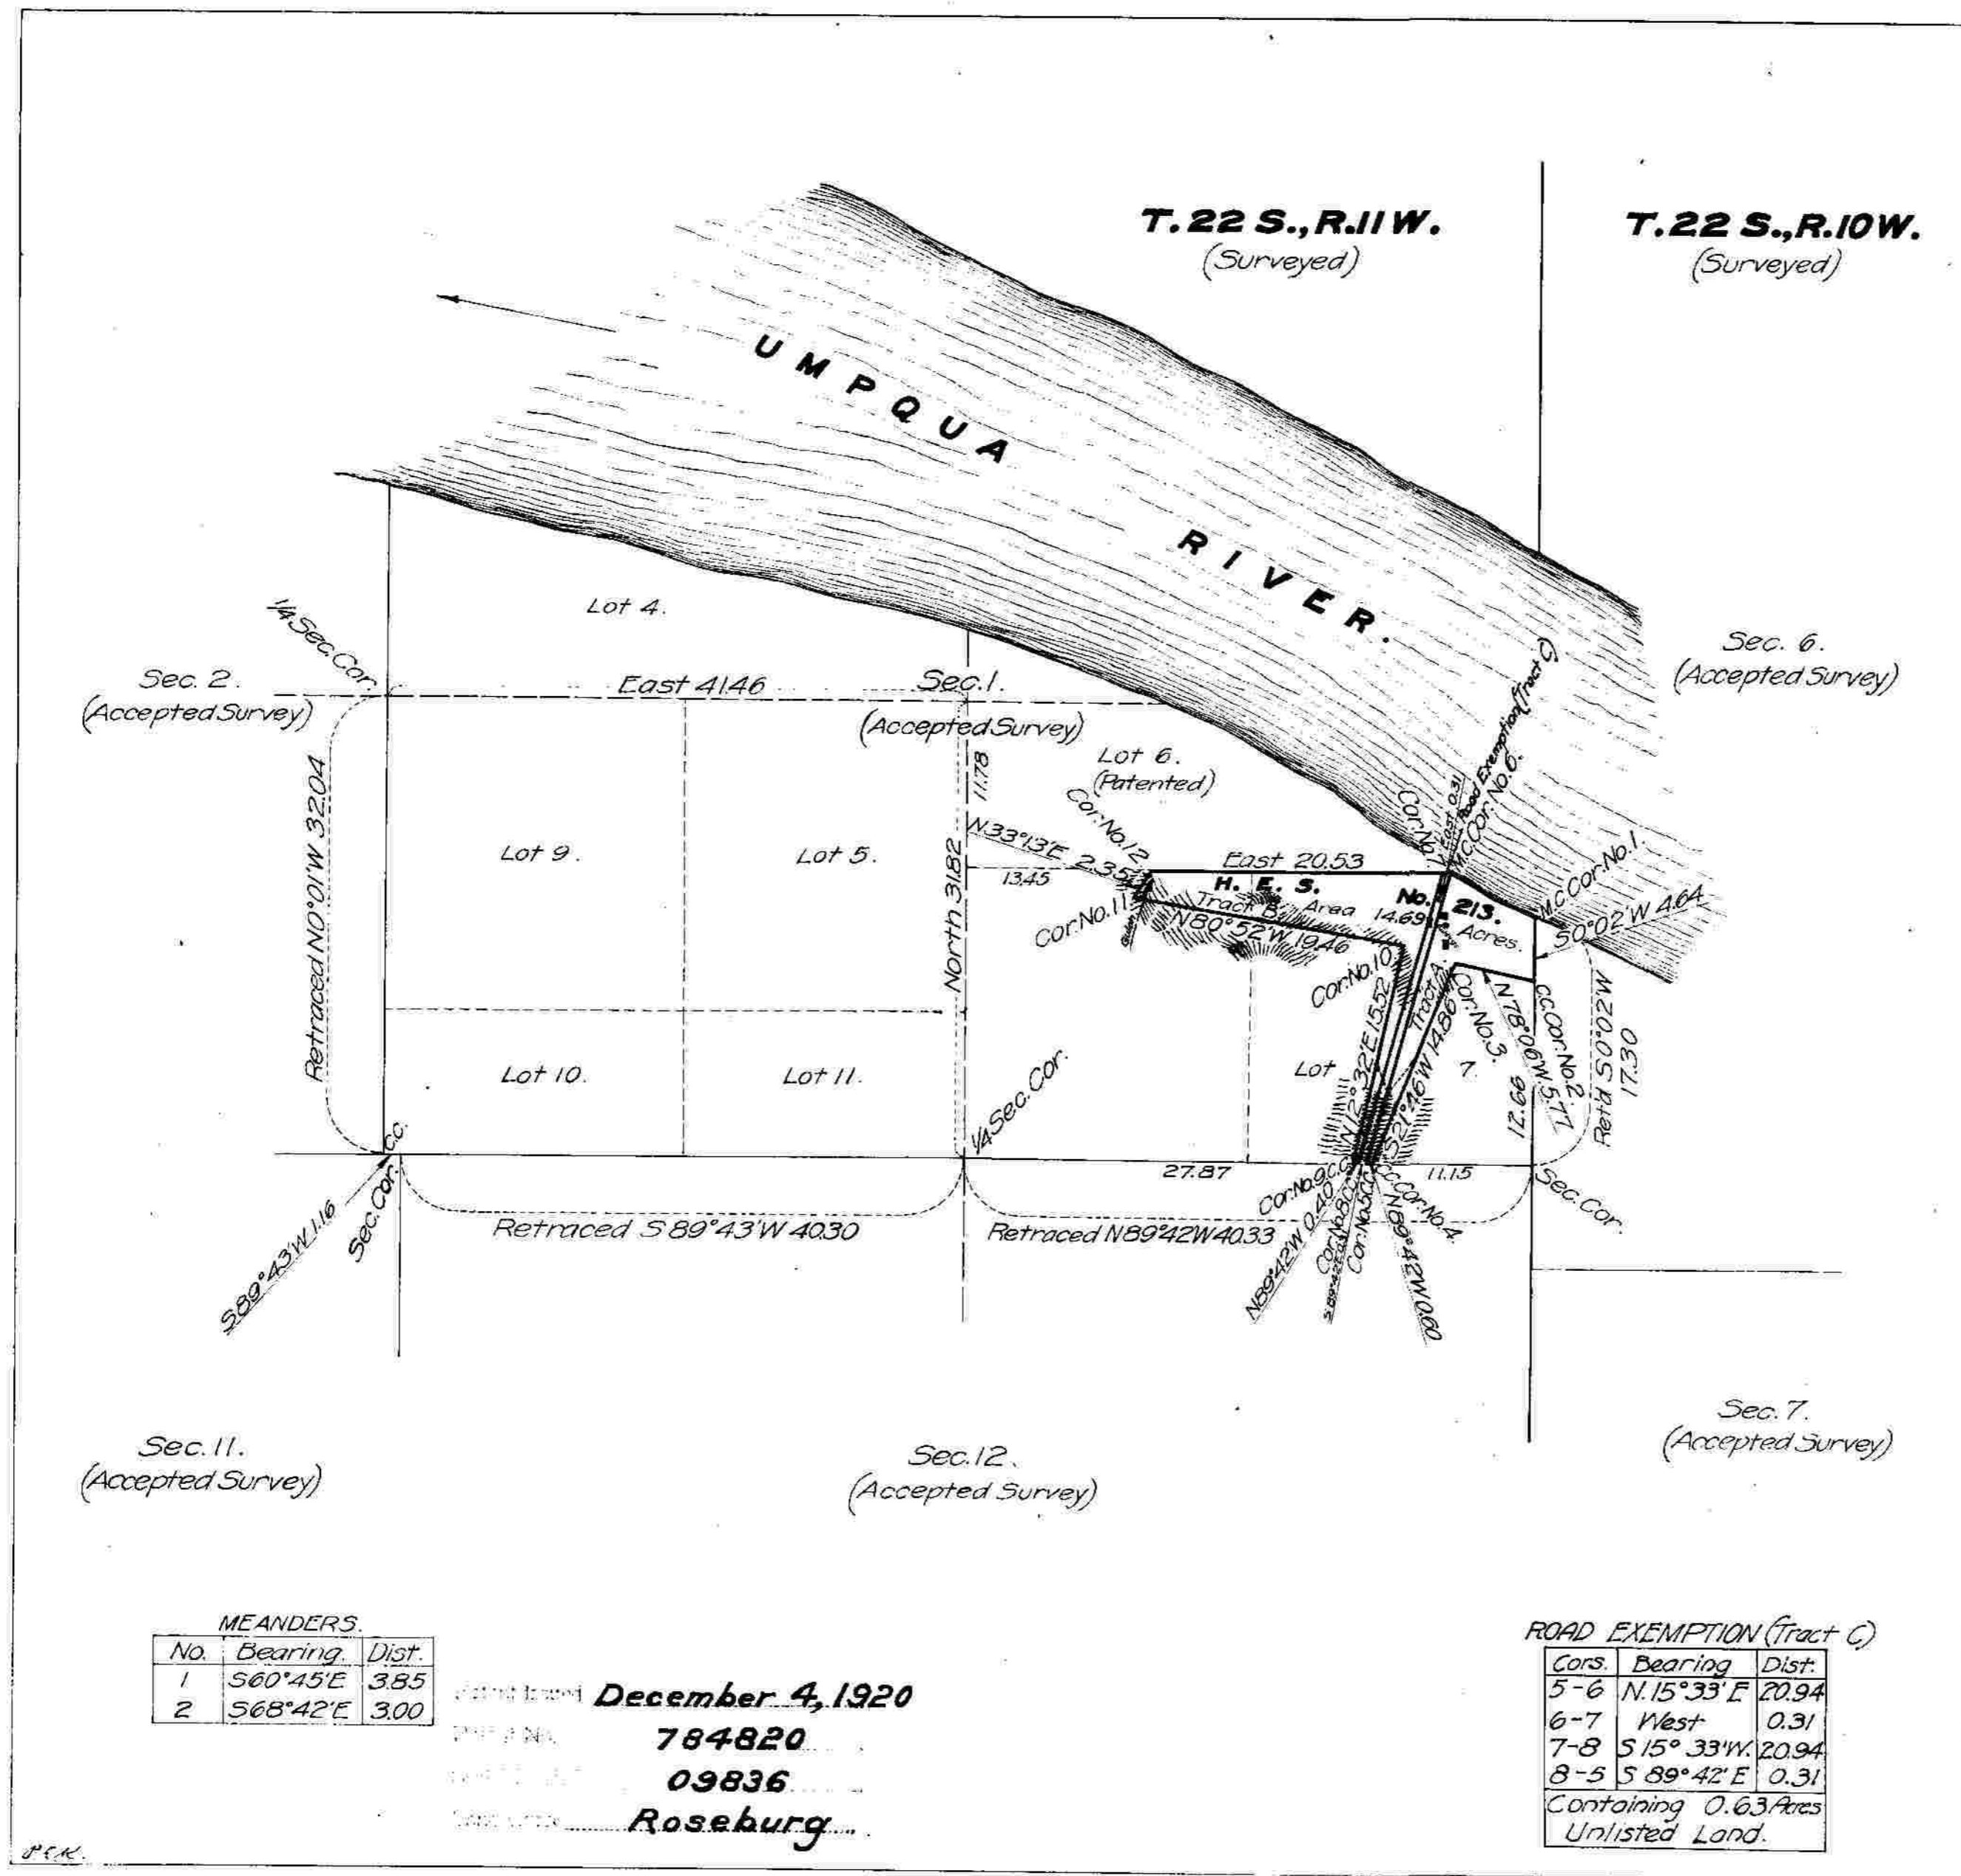 T. 22 S., R. 11 W.
(Surveyed)
T. 22 S., R. 10 W.
(Surveyed)
UMPQUA
RIVER.
Lot 4.
1/4 Sec. Cor.
Sec. 2.
(Accepted Survey)
East 41.46
Sec. 1.
(Accepted Survey)
Sec. 6.
(Accepted Survey)
Lot 6.
(Patented)
Road Exemption (Tract C)
East 0.31
M.C. Cor. No. 6.
Cor. No. 7
Cor. No. 12
M.C. Cor. No. 1.
S0°02'W 4.64
Retraced N0°01'W 32.04
11.78
North 31.82
N33°13'E 2.35
13.45
East 20.53
H. E. S. No. 213.
Tract B. Area 14.69 Acres.
Cor. No. 11
N80°52'W 19.46
Cor. No. 10
Lot 9.
Lot 5.
Tract A.
Cor. No. 3.
N78°06'W 5.77
C.C. Cor. No. 2.
Ret'd S0°02'W
17.30
12.66
N12°32'E 15.52
S21°46'W 14.86
Lot 7.
Lot 10.
Lot 11.
1/4 Sec. Cor.
C.C.
Sec. Cor.
S89°43'W 1.16
Retraced S89°43'W 40.30
Retraced N89°42'W 40.33
27.87
11.15
Cor. No. 9 C.C.
N89°42'W 0.40
Cor. No. 8 C.C.
Cor. No. 5 C.C.
C.C. Cor. No. 4.
N89°42'W 0.60
Sec. Cor.
Sec. 11.
(Accepted Survey)
Sec. 12.
(Accepted Survey)
Sec. 7.
(Accepted Survey)
MEANDERS.
No. Bearing. Dist.
1 S60°45'E 3.85
2 S68°42'E 3.00
December 4, 1920
784820
09836
Roseburg
ROAD EXEMPTION (Tract C)
Cors. Bearing Dist.
5-6 N. 15°33' E 20.94
6-7 West 0.31
7-8 S 15° 33' W. 20.94
8-5 S 89° 42' E 0.31
Containing 0.63 Acres
Unlisted Land.